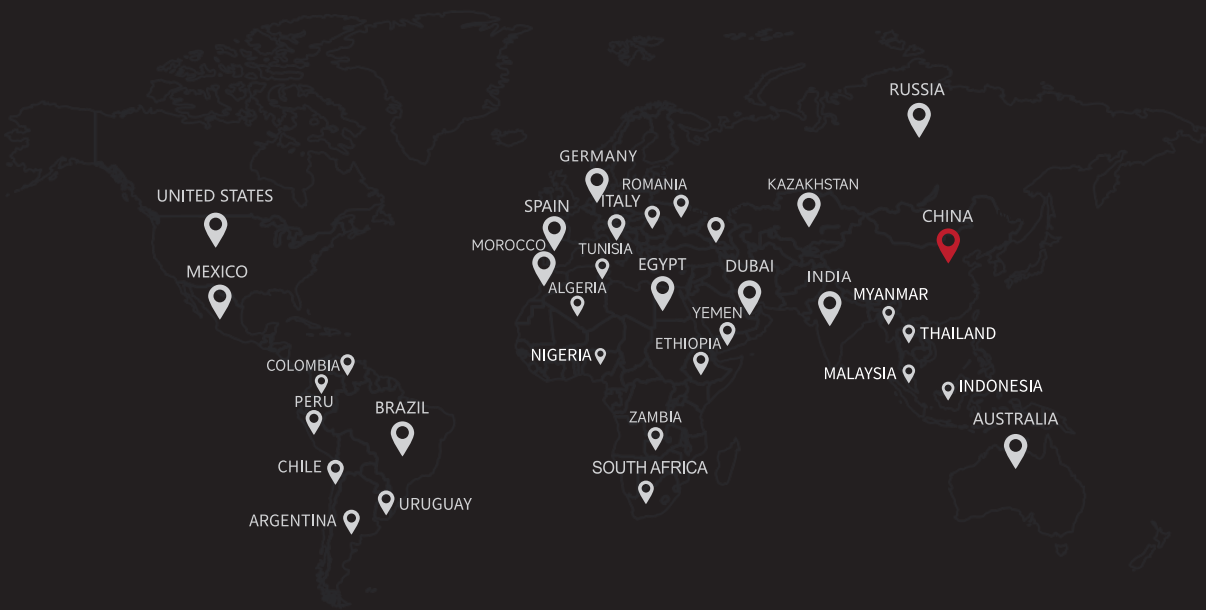 RUSSIA
GERMANY
ROMANIA
KAZAKHSTAN
UNITED STATES
ITALY
SPAIN
CHINA
MOROCCO
TUNISIA
EGYPT
DUBAI
MEXICO
INDIA
ALGERIA
MYANMAR
YEMEN
THAILAND
ETHIOPIA
NIGERIA
COLOMBIA
MALAYSIA
INDONESIA
PERU
BRAZIL
ZAMBIA
AUSTRALIA
CHILE
SOUTH AFRICA
URUGUAY
ARGENTINA